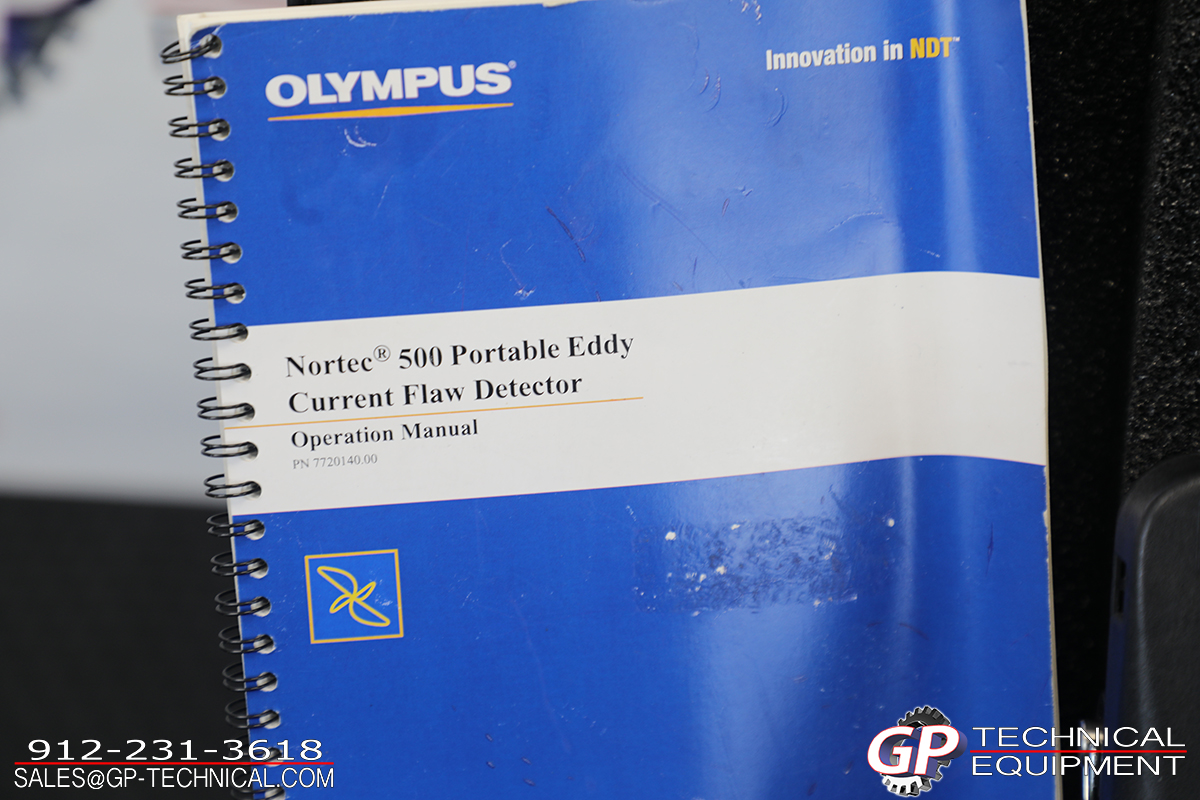 OLYMPUS®
Innovation in NDT™
Nortec® 500 Portable Eddy
Current Flaw Detector
Operation Manual
PN 7720140.00
912-231-3618
SALES@GP-TECHNICAL.COM
GP TECHNICAL
EQUIPMENT